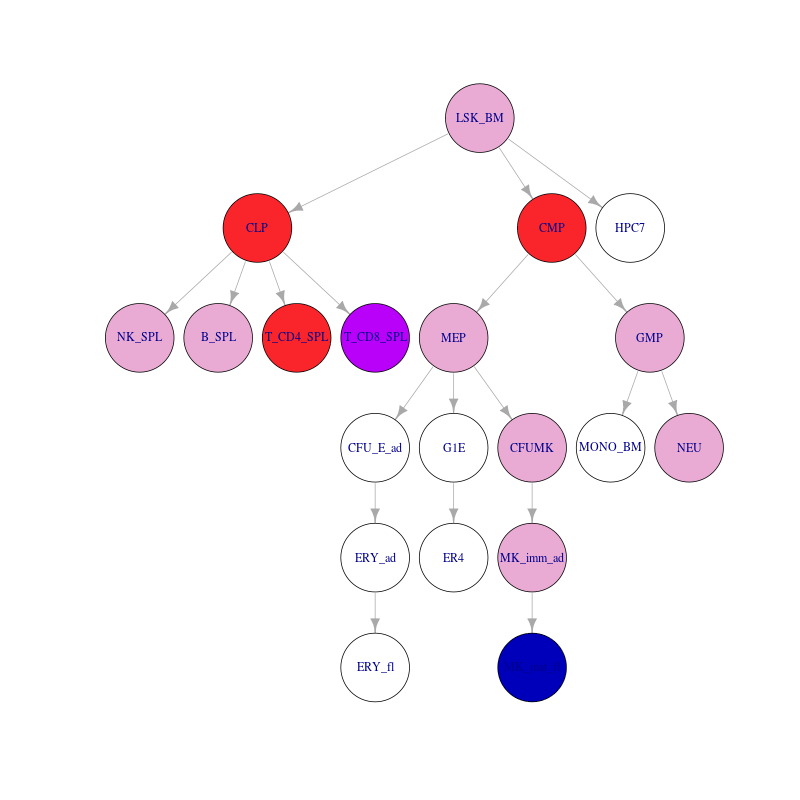 LSK_BM
CLP
CMP
HPC7
NK_SPL
B_SPL
T_CD4_SPL
T_CD8_SPL
MEP
GMP
CFU_E_ad
G1E
CFUMK
MONO_BM
NEU
ERY_ad
ER4
MK_imm_ad
ERY_fl